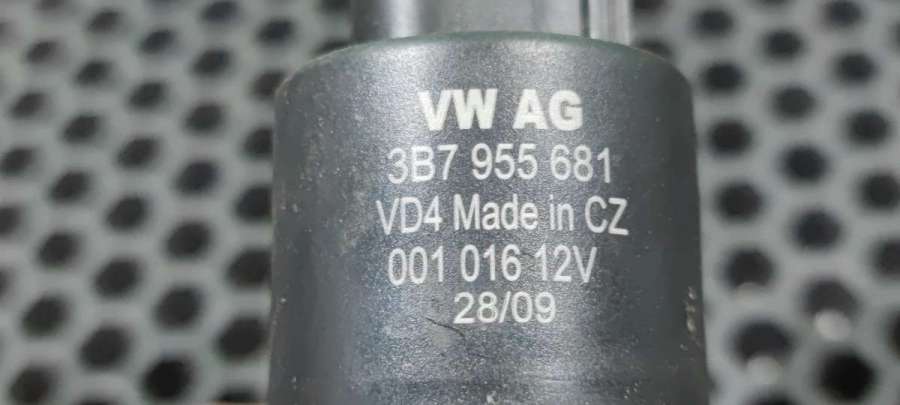 VW AG
3B7 955 681
VD4 Made in CZ
001 016 12V
28/09